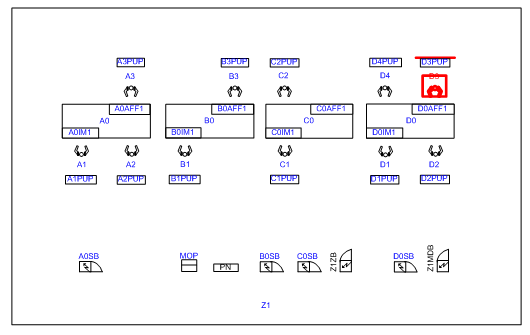 A3PUP B3PUP C2PUP D4PUP D3PUP
A3 B3 C2 D4 D3
A0AFF1 B0AFF1 C0AFF1 D0AFF1
A0 B0 C0 D0
A0IM1 B0IM1 C0IM1 D0IM1
A1 A2 B1 C1 D1 D2
A1PUP A2PUP B1PUP C1PUP D1PUP D2PUP
A0SB MOP B0SB C0SB Z1ZB D0SB Z1MDB
PN
Z1